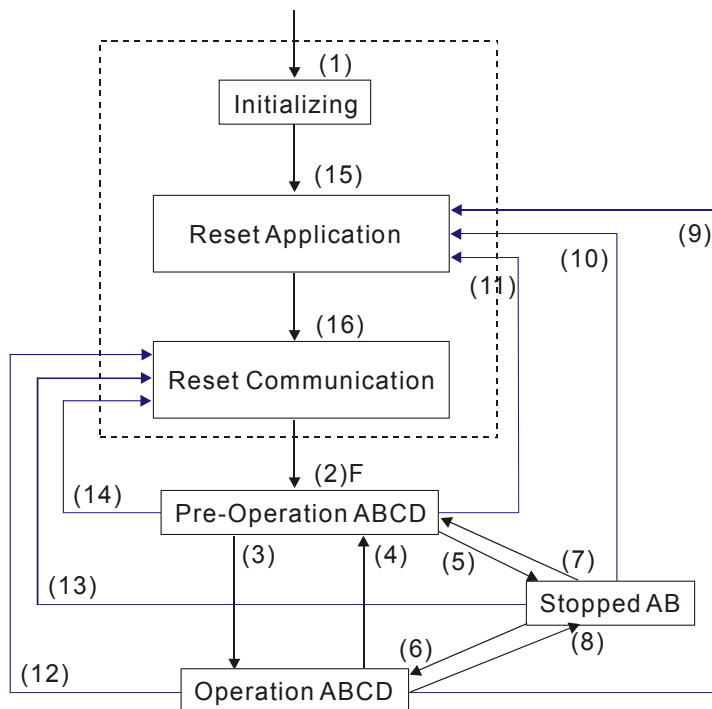 (1)
Initializing
(15)
Reset Application
(9)
(10)
(11)
(16)
Reset Communication
(2)F
(14)
Pre-Operation ABCD
(3)
(4)
(5)
(7)
(13)
Stopped AB
(6)
(8)
(12)
Operation ABCD